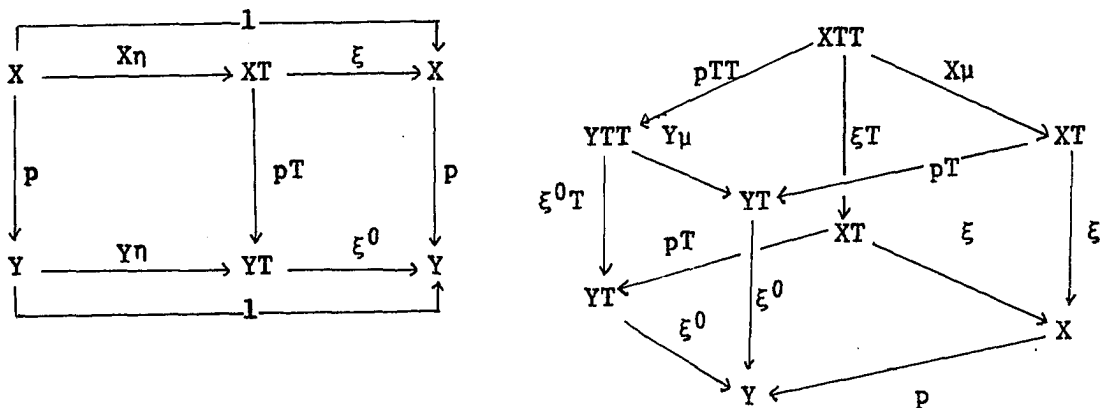 1
X Xη XT ξ X
p pT p
Y Yη YT ξ⁰ Y
1
XTT
pTT Xμ
YTT Yμ ξT XT
pT
ξ⁰T YT ξ
pT XT ξ
YT ξ⁰
ξ⁰ X
Y
p